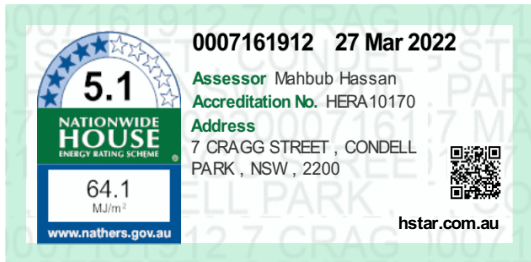 0007161912 27 Mar 2022
5.1
Assessor Mahbub Hassan
Accreditation No. HERA10170
Address
7 CRAGG STREET , CONDELL
PARK , NSW , 2200
NATIONWIDE
HOUSE
ENERGY RATING SCHEME
64.1
MJ/m²
www.nathers.gov.au
hstar.com.au